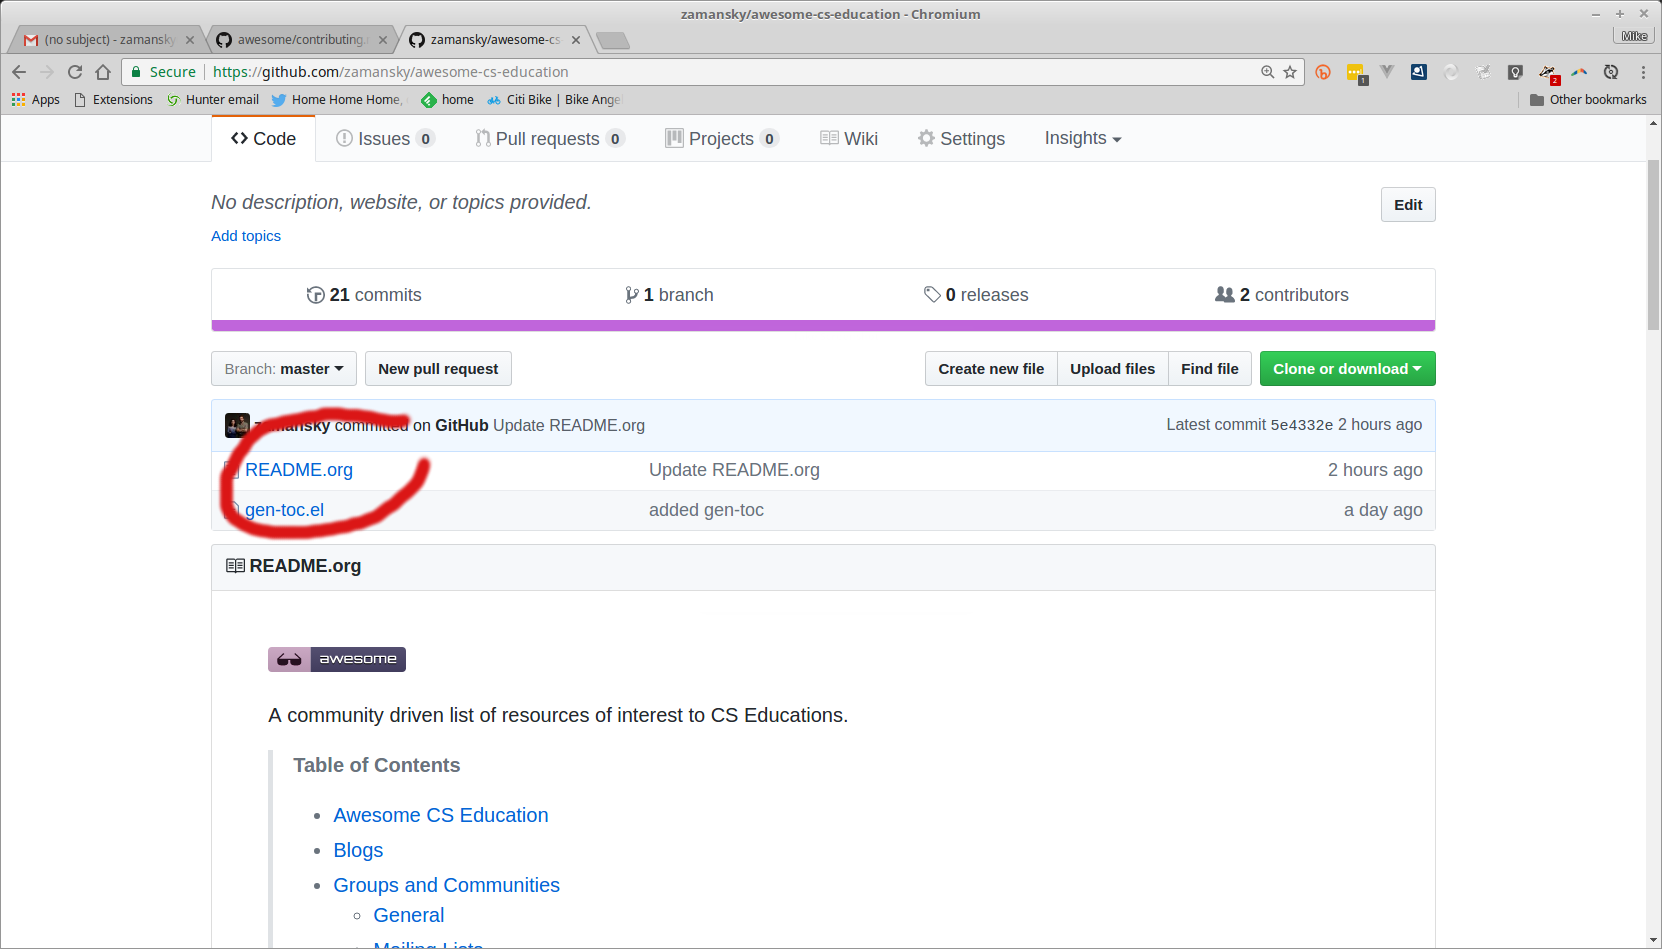 zamansky/awesome-cs-education - Chromium
Mike
(no subject) - zamansky
awesome/contributing.
zamansky/awesome-cs-
Secure https://github.com/zamansky/awesome-cs-education
1
2
Apps Extensions Hunter email Home Home Home, home Citi Bike | Bike Ange Other bookmarks
Code Issues 0 Pull requests 0 Projects 0 Wiki Settings Insights
No description, website, or topics provided.
Edit
Add topics
21 commits 1 branch 0 releases 2 contributors
Branch: master New pull request Create new file Upload files Find file Clone or download
zamansky committed on GitHub Update README.org Latest commit 5e4332e 2 hours ago
README.org Update README.org 2 hours ago
gen-toc.el added gen-toc a day ago
README.org
awesome
A community driven list of resources of interest to CS Educations.
Table of Contents
Awesome CS Education
Blogs
Groups and Communities
General
Mailing Lists